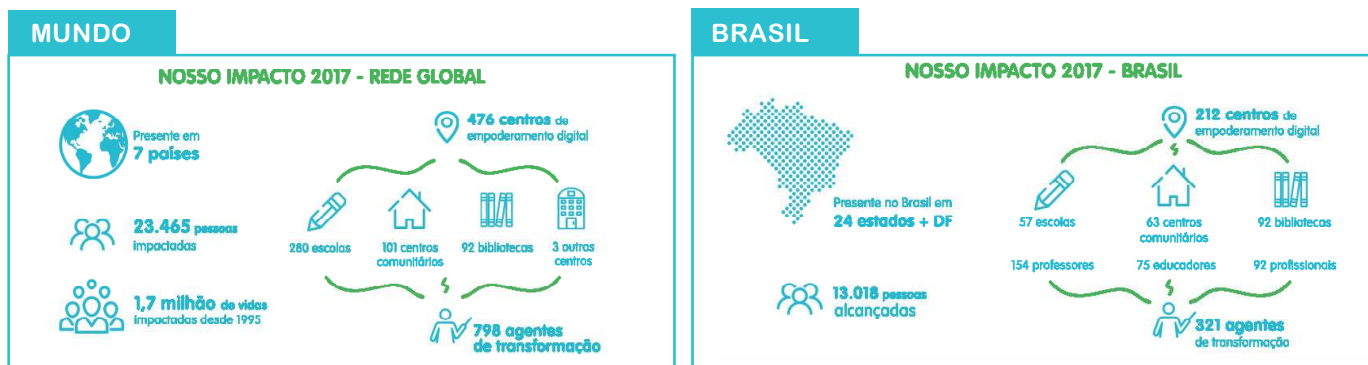 MUNDO
NOSSO IMPACTO 2017 - REDE GLOBAL
Presente em
7 países
23.465 pessoas
impactadas
1,7 milhão de vidas
impactadas desde 1995
476 centros de
empoderamento digital
280 escolas
101 centros
comunitários
92 bibliotecas
3 outros
centros
798 agentes
de transformação
BRASIL
NOSSO IMPACTO 2017 - BRASIL
Presente no Brasil em
24 estados + DF
13.018 pessoas
alcançadas
212 centros de
empoderamento digital
57 escolas
63 centros
comunitários
92 bibliotecas
154 professores
75 educadores
92 profissionais
321 agentes
de transformação